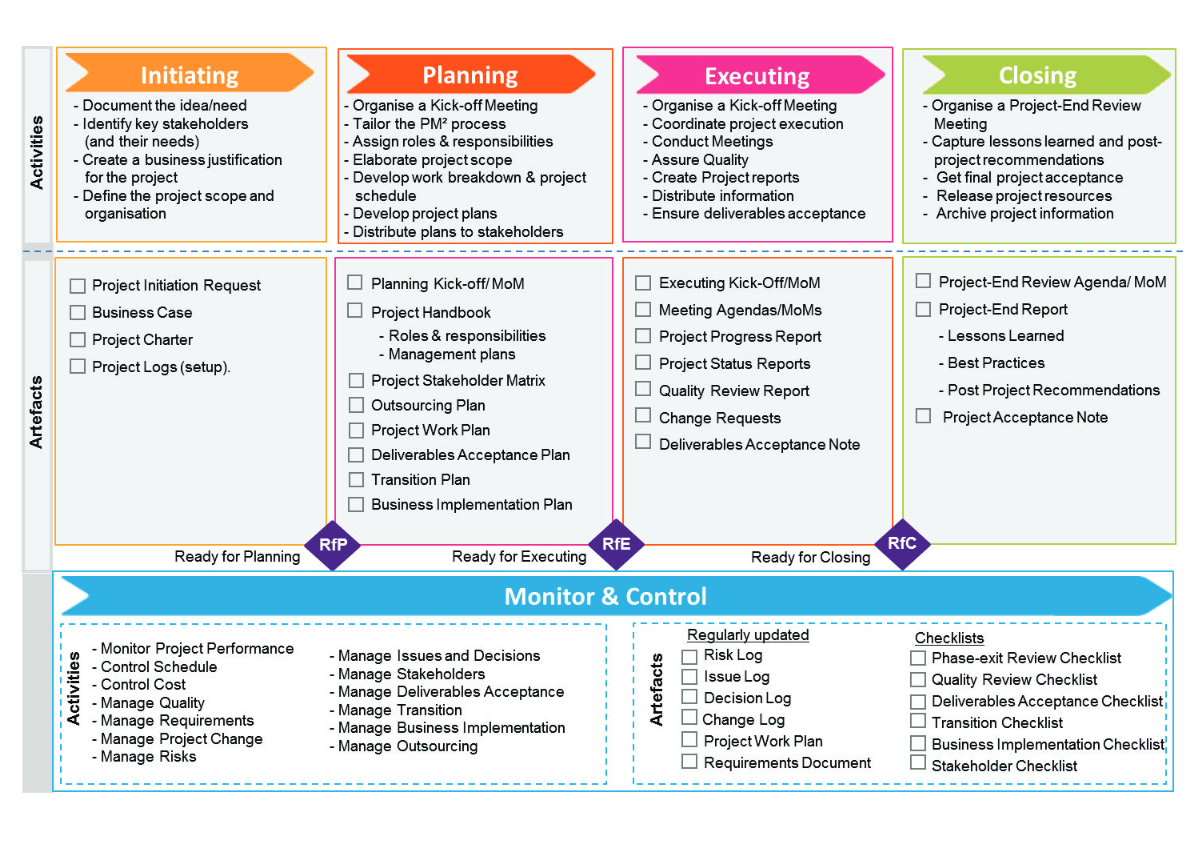 Activities
Initiating
- Document the idea/need
- Identify key stakeholders
(and their needs)
- Create a business justification
for the project
- Define the project scope and
organisation
Planning
- Organise a Kick-off Meeting
- Tailor the PM² process
- Assign roles & responsibilities
- Elaborate project scope
- Develop work breakdown & project
schedule
- Develop project plans
- Distribute plans to stakeholders
Executing
- Organise a Kick-off Meeting
- Coordinate project execution
- Conduct Meetings
- Assure Quality
- Create Project reports
- Distribute information
- Ensure deliverables acceptance
Closing
- Organise a Project-End Review
Meeting
- Capture lessons learned and post-
project recommendations
- Get final project acceptance
- Release project resources
- Archive project information
Artefacts
Project Initiation Request
Business Case
Project Charter
Project Logs (setup).
Planning Kick-off/ MoM
Project Handbook
- Roles & responsibilities
- Management plans
Project Stakeholder Matrix
Outsourcing Plan
Project Work Plan
Deliverables Acceptance Plan
Transition Plan
Business Implementation Plan
Executing Kick-Off/MoM
Meeting Agendas/MoMs
Project Progress Report
Project Status Reports
Quality Review Report
Change Requests
Deliverables Acceptance Note
Project-End Review Agenda/ MoM
Project-End Report
- Lessons Learned
- Best Practices
- Post Project Recommendations
Project Acceptance Note
Ready for Planning
RfP
Ready for Executing
RfE
Ready for Closing
RfC
Monitor & Control
Activities
- Monitor Project Performance
- Control Schedule
- Control Cost
- Manage Quality
- Manage Requirements
- Manage Project Change
- Manage Risks
- Manage Issues and Decisions
- Manage Stakeholders
- Manage Deliverables Acceptance
- Manage Transition
- Manage Business Implementation
- Manage Outsourcing
Artefacts
Regularly updated
Risk Log
Issue Log
Decision Log
Change Log
Project Work Plan
Requirements Document
Checklists
Phase-exit Review Checklist
Quality Review Checklist
Deliverables Acceptance Checklist
Transition Checklist
Business Implementation Checklist
Stakeholder Checklist